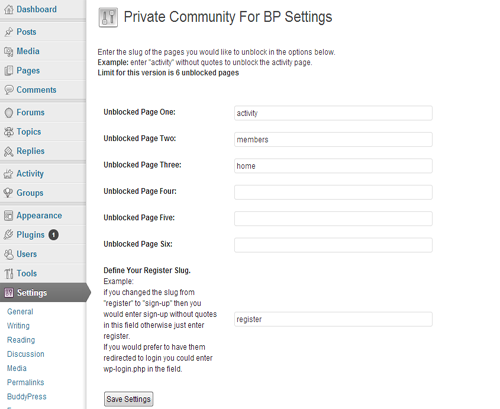 Dashboard
Posts
Media
Pages
Comments
Forums
Topics
Replies
Activity
Groups
Appearance
Plugins 1
Users
Tools
Settings
General
Writing
Reading
Discussion
Media
Permalinks
BuddyPress
Private Community For BP Settings
Enter the slug of the pages you would like to unblock in the options below.
Example: enter "activity" without quotes to unblock the activity page.
Limit for this version is 6 unblocked pages
Unblocked Page One: activity
Unblocked Page Two: members
Unblocked Page Three: home
Unblocked Page Four:
Unblocked Page Five:
Unblocked Page Six:
Define Your Register Slug.
Example:
if you changed the slug from
"register" to "sign-up" then you
would enter sign-up without quotes
in this field otherwise just enter
register.
If you would prefer to have them
redirected to login you could enter
wp-login.php in the field.
register
Save Settings